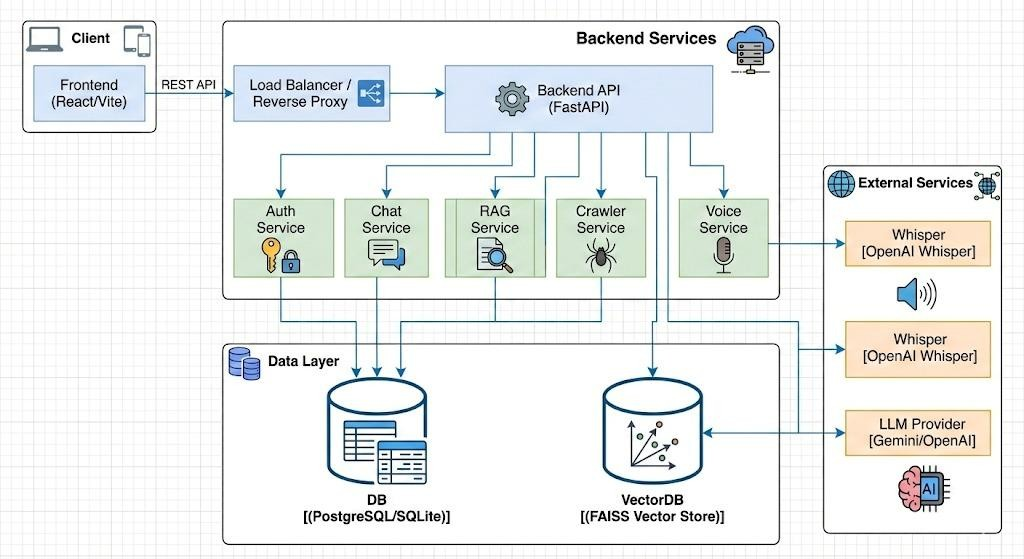 Client
Frontend
(React/Vite)
REST API
Backend Services
Load Balancer /
Reverse Proxy
Backend API
(FastAPI)
Auth
Service
Chat
Service
RAG
Service
Crawler
Service
Voice
Service
External Services
Whisper
[OpenAI Whisper]
Whisper
[OpenAI Whisper]
LLM Provider
[Gemini/OpenAI]
AI
Data Layer
DB
[(PostgreSQL/SQLite)]
VectorDB
[(FAISS Vector Store)]